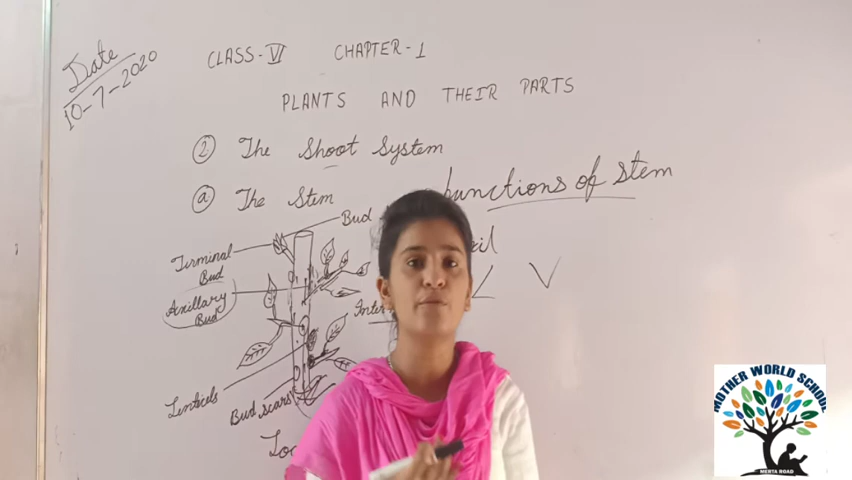 Date
10-7-2020
CLASS-VI CHAPTER-1
PLANTS AND THEIR PARTS
2 The Shoot System
a The Stem
Functions of stem
Bud
Terminal
Bud
Axillary
Bud
Lenticels
Bud scars
V
MOTHER WORLD SCHOOL
MERTA ROAD